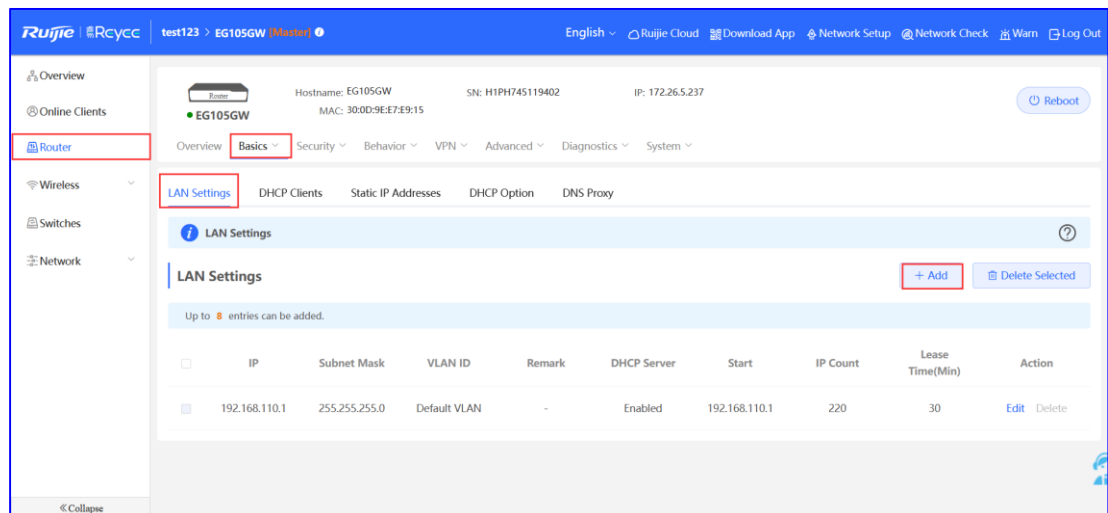 Ruijie | Rcycc test123 > EG105GW [Master] English Ruijie Cloud Download App Network Setup Network Check Warn Log Out
Overview
Online Clients
Router
Wireless
Switches
Network
«Collapse
Router
EG105GW
Hostname: EG105GW SN: H1PH745119402 IP: 172.26.5.237
MAC: 30:0D:9E:E7:E9:15
Reboot
Overview Basics Security Behavior VPN Advanced Diagnostics System
LAN Settings DHCP Clients Static IP Addresses DHCP Option DNS Proxy
i LAN Settings ?
LAN Settings + Add Delete Selected
Up to 8 entries can be added.
IP Subnet Mask VLAN ID Remark DHCP Server Start IP Count Lease Time(Min) Action
192.168.110.1 255.255.255.0 Default VLAN - Enabled 192.168.110.1 220 30 Edit Delete